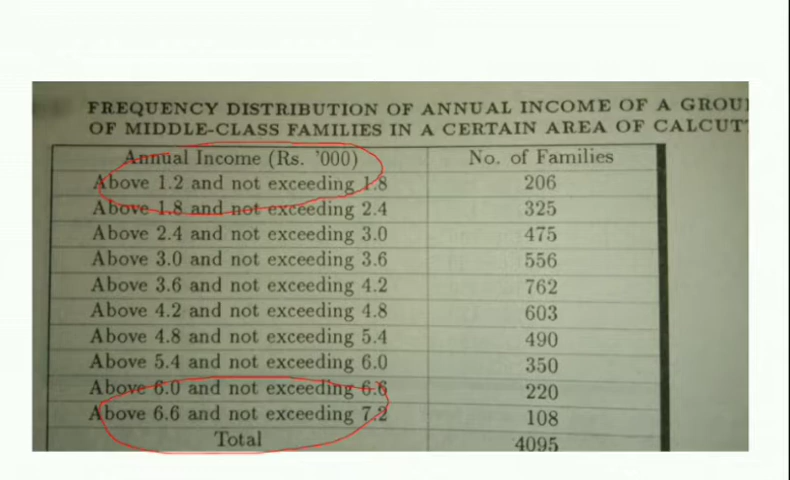 FREQUENCY DISTRIBUTION OF ANNUAL INCOME OF A GROU
OF MIDDLE-CLASS FAMILIES IN A CERTAIN AREA OF CALCUT
Annual Income (Rs. '000) No. of Families
Above 1.2 and not exceeding 1.8 206
Above 1.8 and not exceeding 2.4 325
Above 2.4 and not exceeding 3.0 475
Above 3.0 and not exceeding 3.6 556
Above 3.6 and not exceeding 4.2 762
Above 4.2 and not exceeding 4.8 603
Above 4.8 and not exceeding 5.4 490
Above 5.4 and not exceeding 6.0 350
Above 6.0 and not exceeding 6.6 220
Above 6.6 and not exceeding 7.2 108
Total 4095